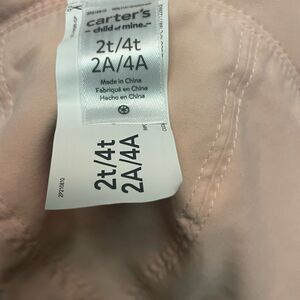 carter's
child of mine
2t/4t
2A/4A
Made in China
Fabriqué en China
Hecho en China
2t/4t
2A/4A